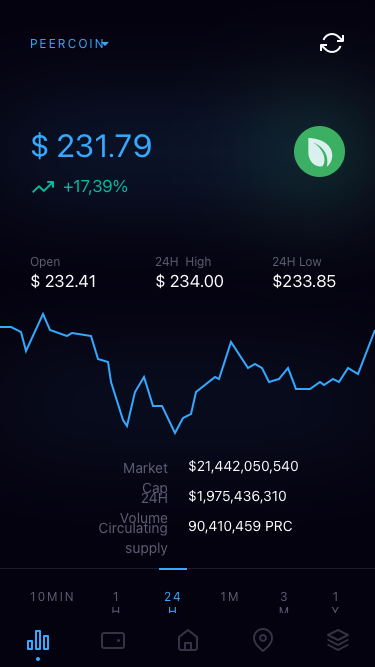 PEERCOIN
$ 231.79
+17,39%
Open 24H High 24H Low
$ 232.41 $ 234.00 $233.85
Market $21,442,050,540
Cap
24H $1,975,436,310
Volume
Circulating 90,410,459 PRC
supply
10MIN 1 24 1M 3 1
H H M Y